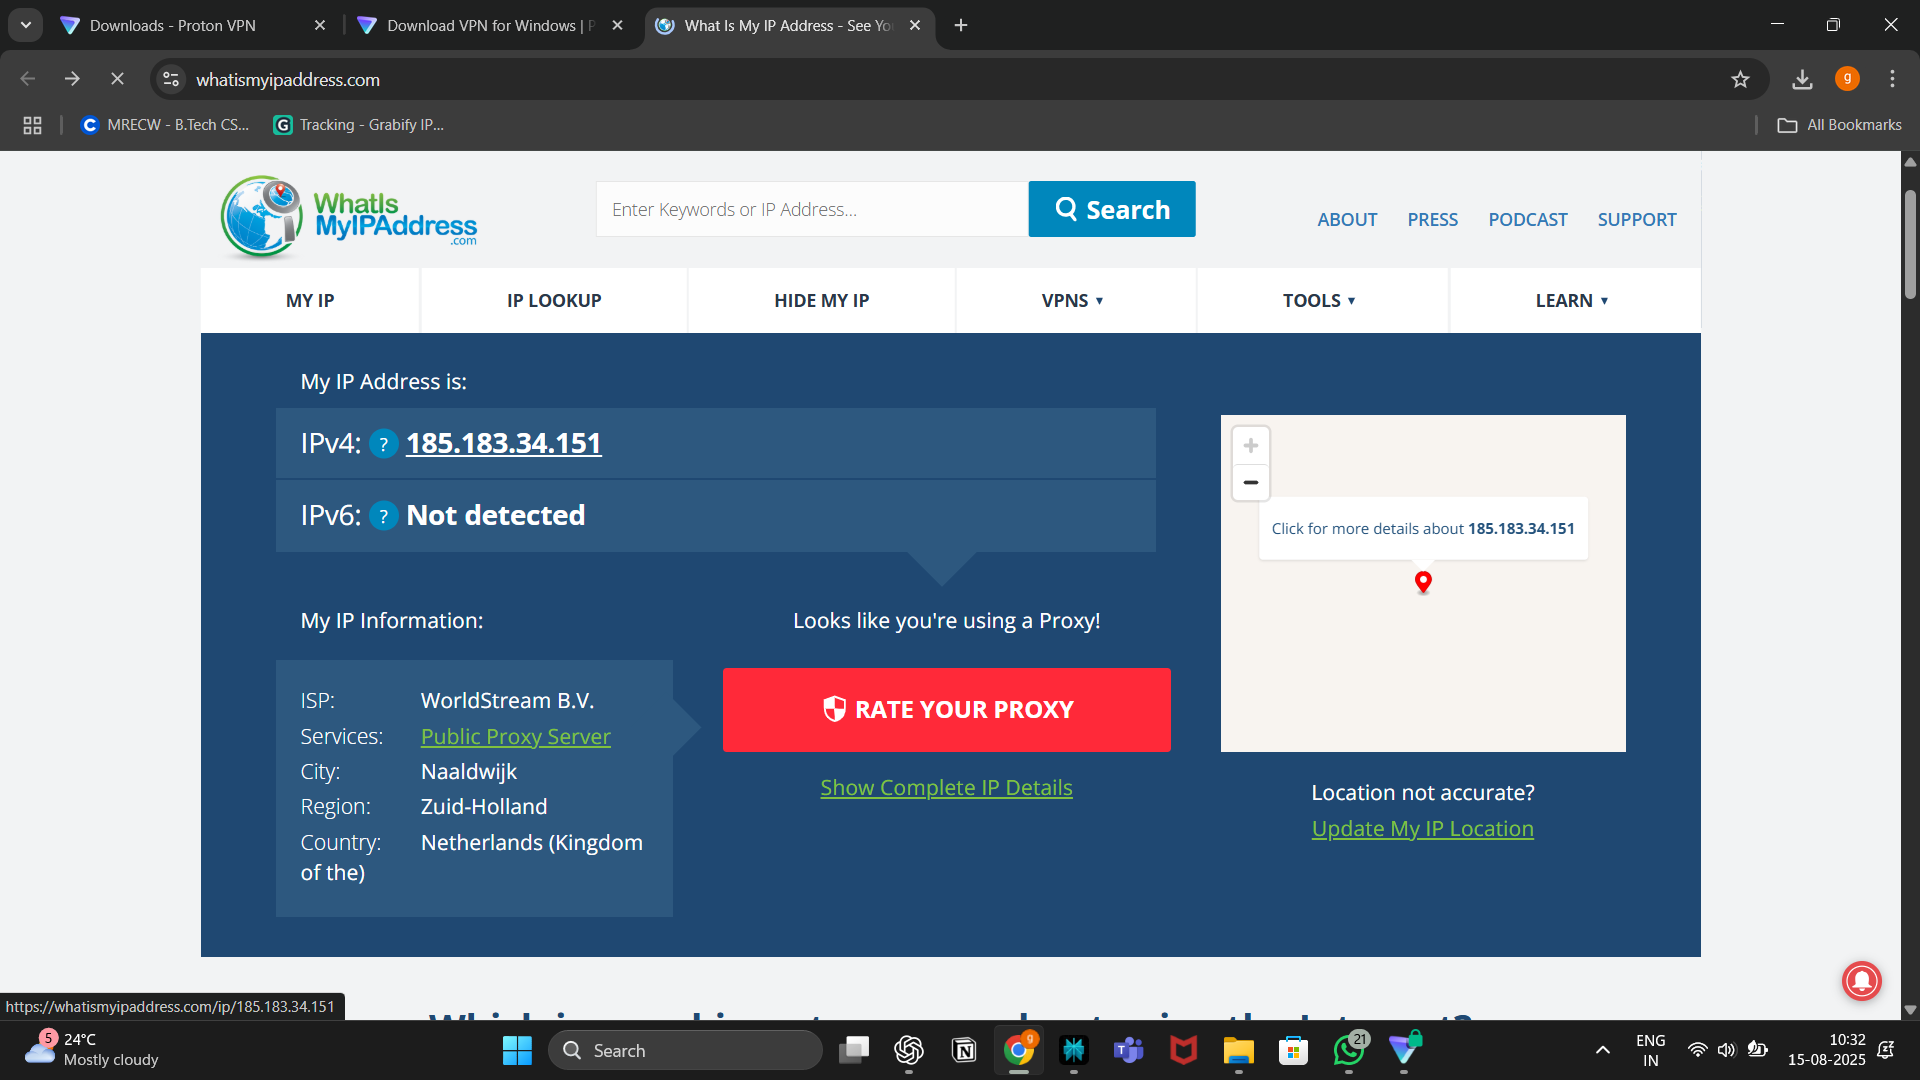 Downloads - Proton VPN
Download VPN for Windows | P
What Is My IP Address - See Yo
whatismyipaddress.com
g
MRECW - B.Tech CS...
Tracking - Grabify IP...
All Bookmarks
WhatIs
MyIPAddress
.com
Enter Keywords or IP Address...
Search
ABOUT
PRESS
PODCAST
SUPPORT
MY IP
IP LOOKUP
HIDE MY IP
VPNS ▼
TOOLS ▼
LEARN ▼
My IP Address is:
IPv4: ? 185.183.34.151
IPv6: ? Not detected
+
−
Click for more details about 185.183.34.151
My IP Information:
Looks like you're using a Proxy!
ISP: WorldStream B.V.
Services: Public Proxy Server
City: Naaldwijk
Region: Zuid-Holland
Country: Netherlands (Kingdom
of the)
RATE YOUR PROXY
Show Complete IP Details
Location not accurate?
Update My IP Location
https://whatismyipaddress.com/ip/185.183.34.151
5
24°C
Mostly cloudy
Search
g
21
ENG
IN
10:32
15-08-2025